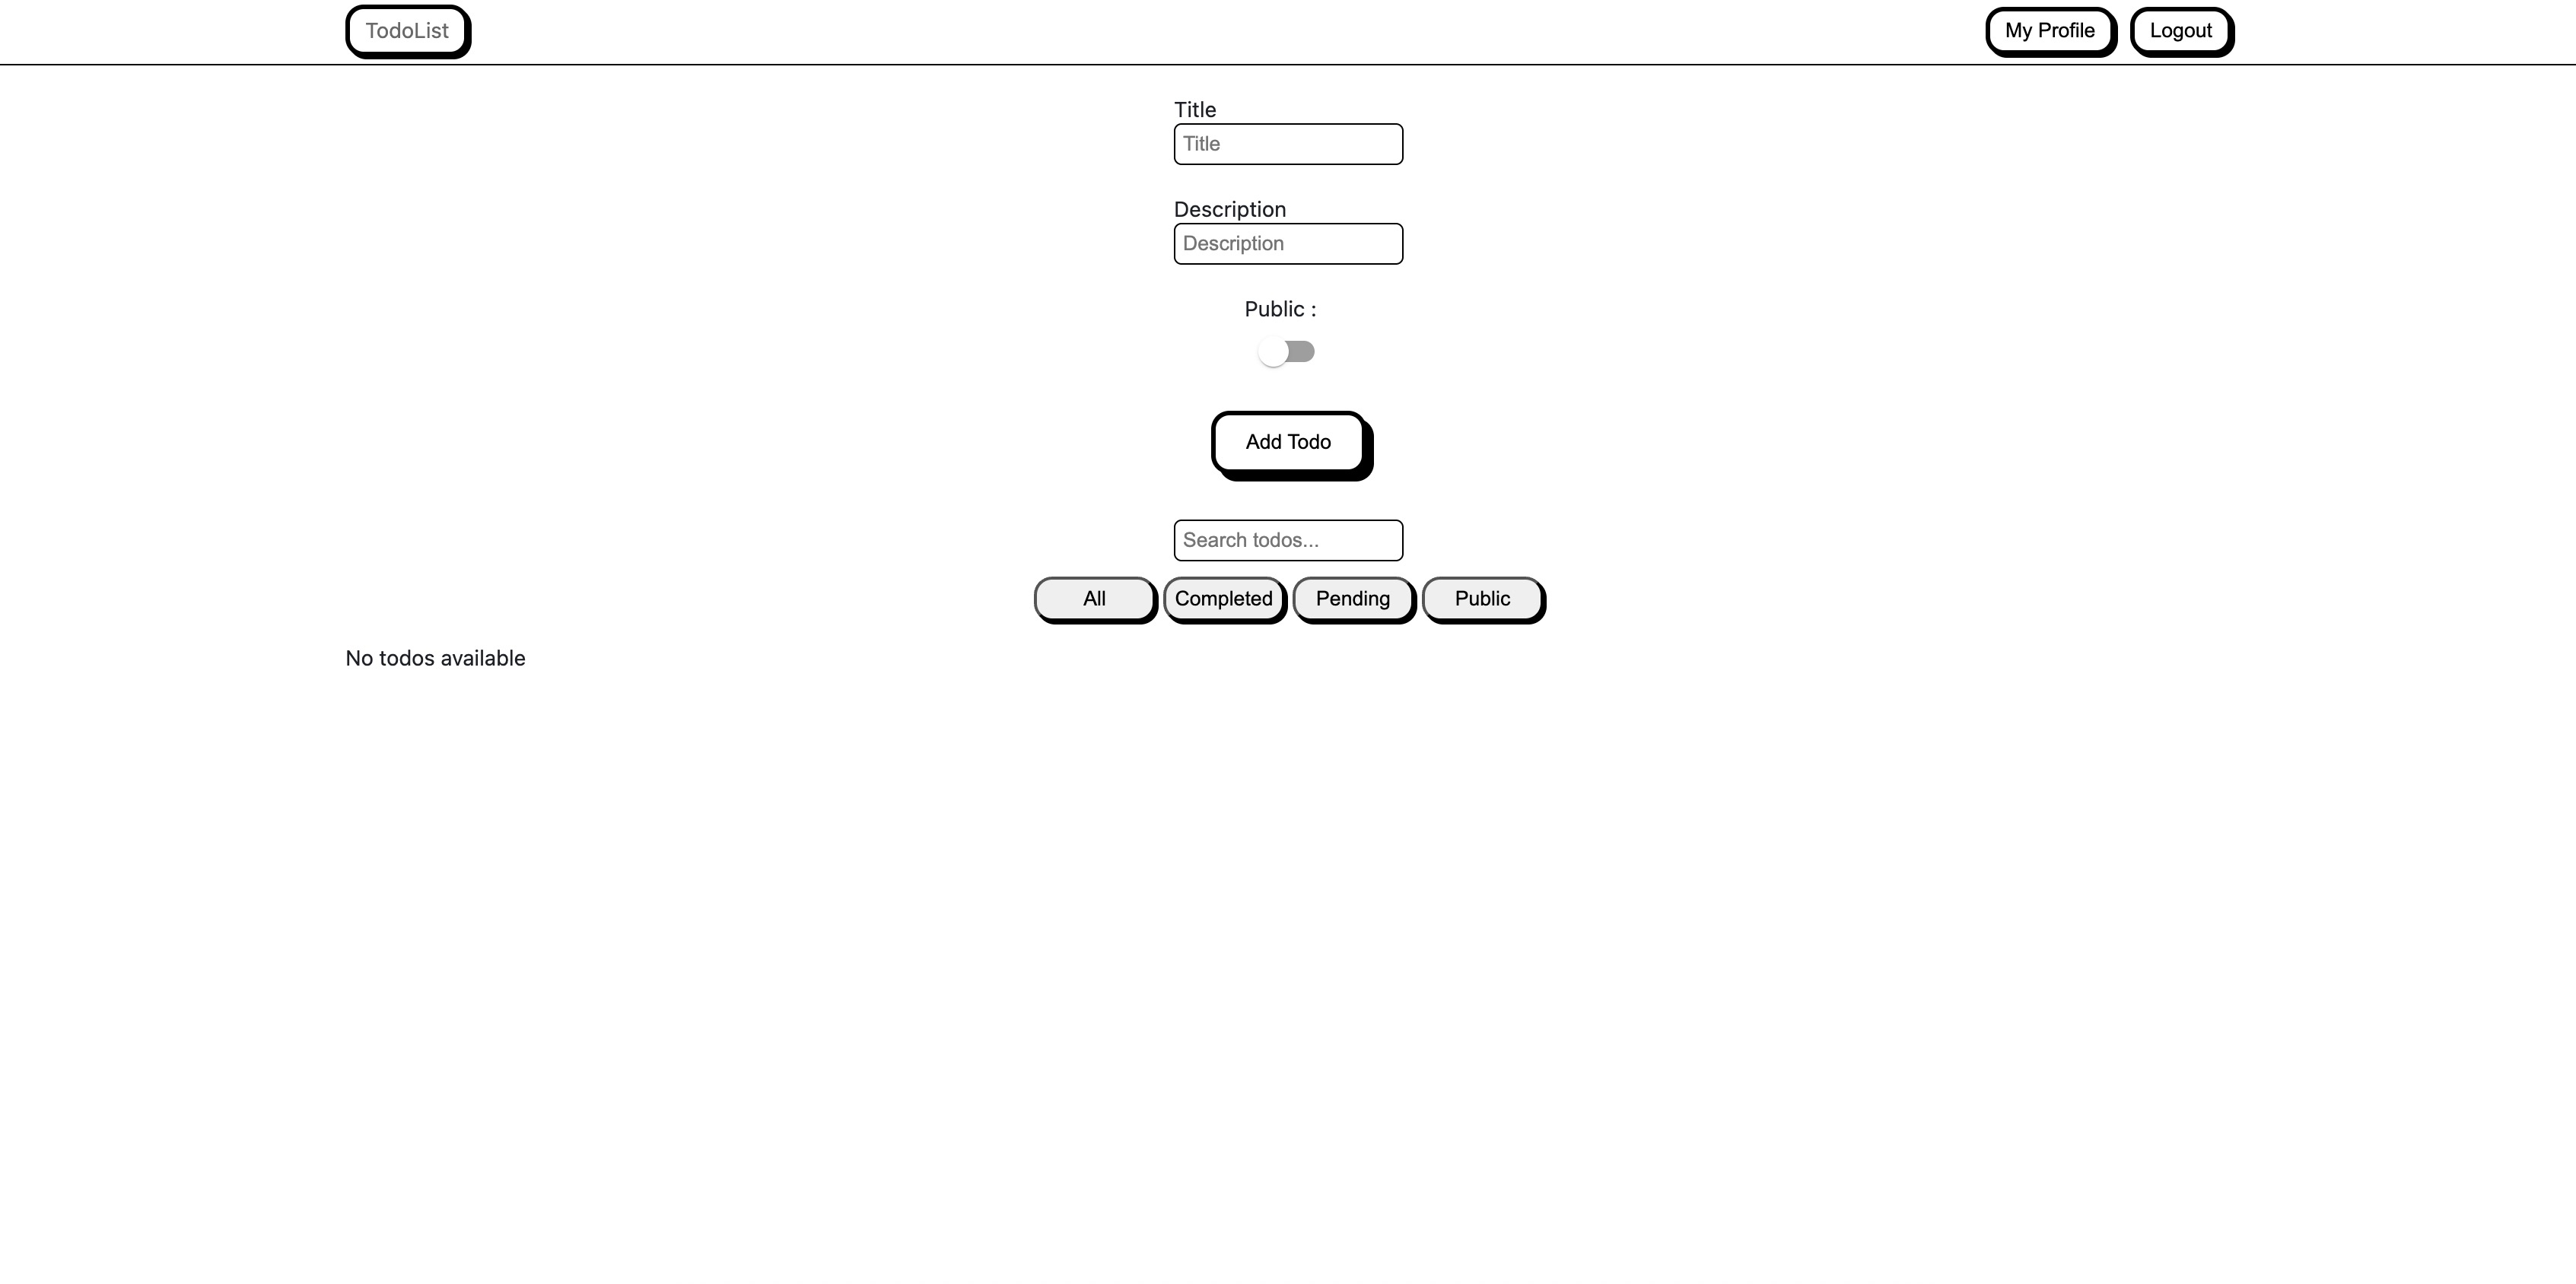 TodoList
My Profile
Logout
Title
Title
Description
Description
Public :
Add Todo
Search todos...
All
Completed
Pending
Public
No todos available